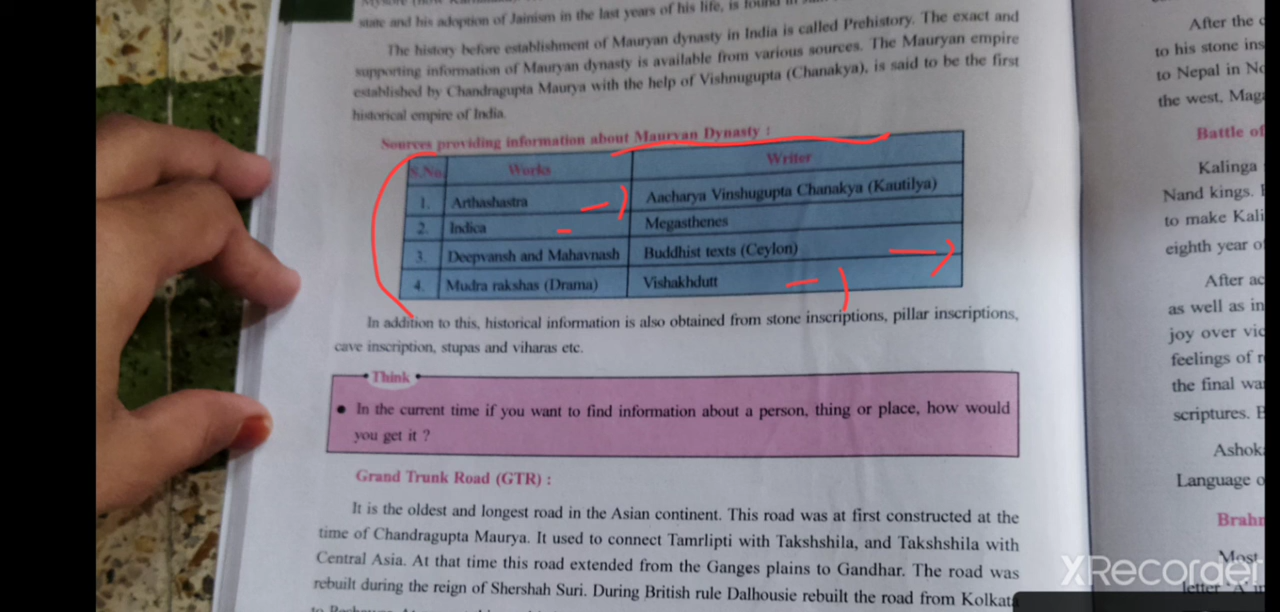 state and his adoption of Jainism in the last years of his life, is found in
The history before establishment of Mauryan dynasty in India is called Prehistory. The exact and
supporting information of Mauryan dynasty is available from various sources. The Mauryan empire
established by Chandragupta Maurya with the help of Vishnugupta (Chanakya), is said to be the first
historical empire of India.
Sources providing information about Mauryan Dynasty :
S.No. Works Writer
1. Arthashastra Aacharya Vinshugupta Chanakya (Kautilya)
2. Indica Megasthenes
3. Deepvansh and Mahavnash Buddhist texts (Ceylon)
4. Mudra rakshas (Drama) Vishakhdutt
In addition to this, historical information is also obtained from stone inscriptions, pillar inscriptions,
cave inscription, stupas and viharas etc.
Think
• In the current time if you want to find information about a person, thing or place, how would
you get it ?
Grand Trunk Road (GTR) :
It is the oldest and longest road in the Asian continent. This road was at first constructed at the
time of Chandragupta Maurya. It used to connect Tamrlipti with Takshshila, and Takshshila with
Central Asia. At that time this road extended from the Ganges plains to Gandhar. The road was
rebuilt during the reign of Shershah Suri. During British rule Dalhousie rebuilt the road from Kolkata
After the
to his stone ins
to Nepal in No
the west, Maga
Battle of
Kalinga
Nand kings.
to make Kali
eighth year o
After ac
as well as in
joy over vic
feelings of r
the final wa
scriptures.
Ashok
Language o
Brahm
Most
letter
XRecorder